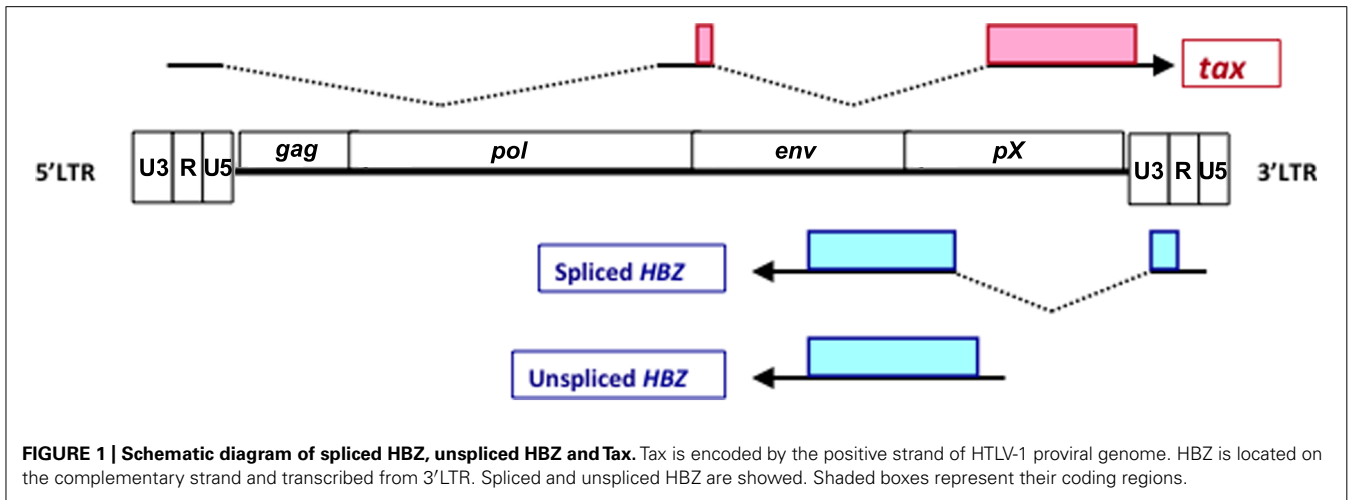 tax
5'LTR U3 R U5 gag pol env pX U3 R U5 3'LTR
Spliced HBZ
Unspliced HBZ
FIGURE 1 | Schematic diagram of spliced HBZ, unspliced HBZ and Tax. Tax is encoded by the positive strand of HTLV-1 proviral genome. HBZ is located on
the complementary strand and transcribed from 3′LTR. Spliced and unspliced HBZ are showed. Shaded boxes represent their coding regions.